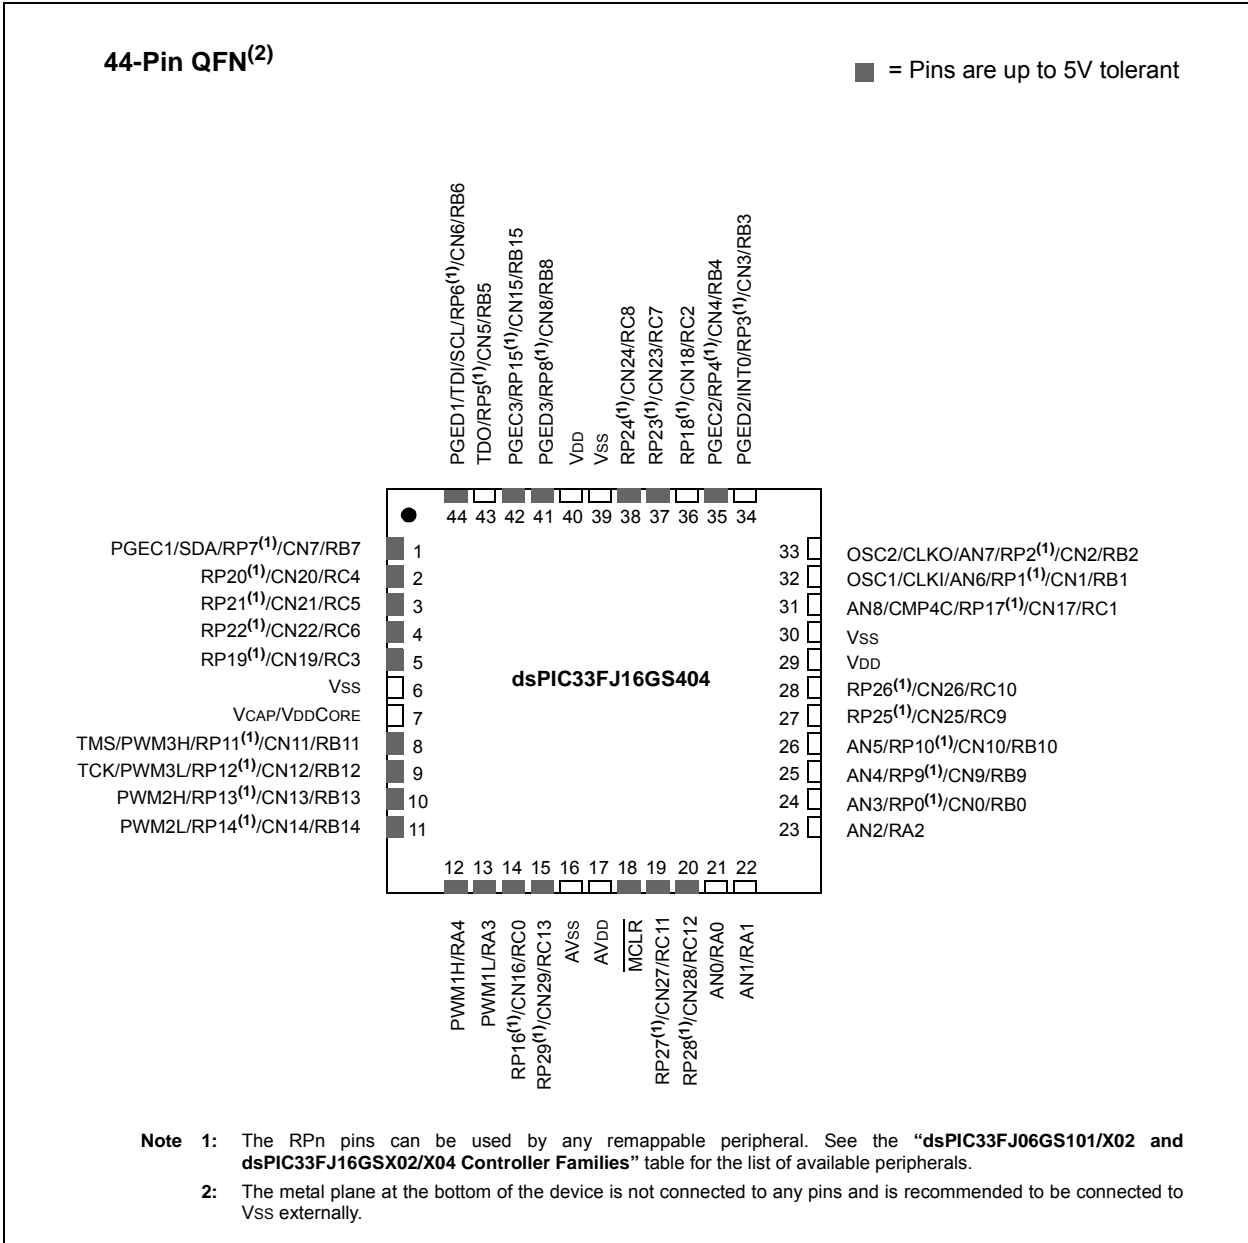 44-Pin QFN(2)
= Pins are up to 5V tolerant
PGED1/TDI/SCL/RP6(1)/CN6/RB6
TDO/RP5(1)/CN5/RB5
PGEC3/RP15(1)/CN15/RB15
PGED3/RP8(1)/CN8/RB8
VDD
VSS
RP24(1)/CN24/RC8
RP23(1)/CN23/RC7
RP18(1)/CN18/RC2
PGEC2/RP4(1)/CN4/RB4
PGED2/INT0/RP3(1)/CN3/RB3
44 43 42 41 40 39 38 37 36 35 34
PGEC1/SDA/RP7(1)/CN7/RB7 1
RP20(1)/CN20/RC4 2
RP21(1)/CN21/RC5 3
RP22(1)/CN22/RC6 4
RP19(1)/CN19/RC3 5
VSS 6
VCAP/VDDCORE 7
TMS/PWM3H/RP11(1)/CN11/RB11 8
TCK/PWM3L/RP12(1)/CN12/RB12 9
PWM2H/RP13(1)/CN13/RB13 10
PWM2L/RP14(1)/CN14/RB14 11
dsPIC33FJ16GS404
33 OSC2/CLKO/AN7/RP2(1)/CN2/RB2
32 OSC1/CLKI/AN6/RP1(1)/CN1/RB1
31 AN8/CMP4C/RP17(1)/CN17/RC1
30 VSS
29 VDD
28 RP26(1)/CN26/RC10
27 RP25(1)/CN25/RC9
26 AN5/RP10(1)/CN10/RB10
25 AN4/RP9(1)/CN9/RB9
24 AN3/RP0(1)/CN0/RB0
23 AN2/RA2
12 13 14 15 16 17 18 19 20 21 22
PWM1H/RA4
PWM1L/RA3
RP16(1)/CN16/RC0
RP29(1)/CN29/RC13
AVSS
AVDD
MCLR
RP27(1)/CN27/RC11
RP28(1)/CN28/RC12
AN0/RA0
AN1/RA1
Note 1: The RPn pins can be used by any remappable peripheral. See the “dsPIC33FJ06GS101/X02 and
dsPIC33FJ16GSX02/X04 Controller Families” table for the list of available peripherals.
2: The metal plane at the bottom of the device is not connected to any pins and is recommended to be connected to
VSS externally.